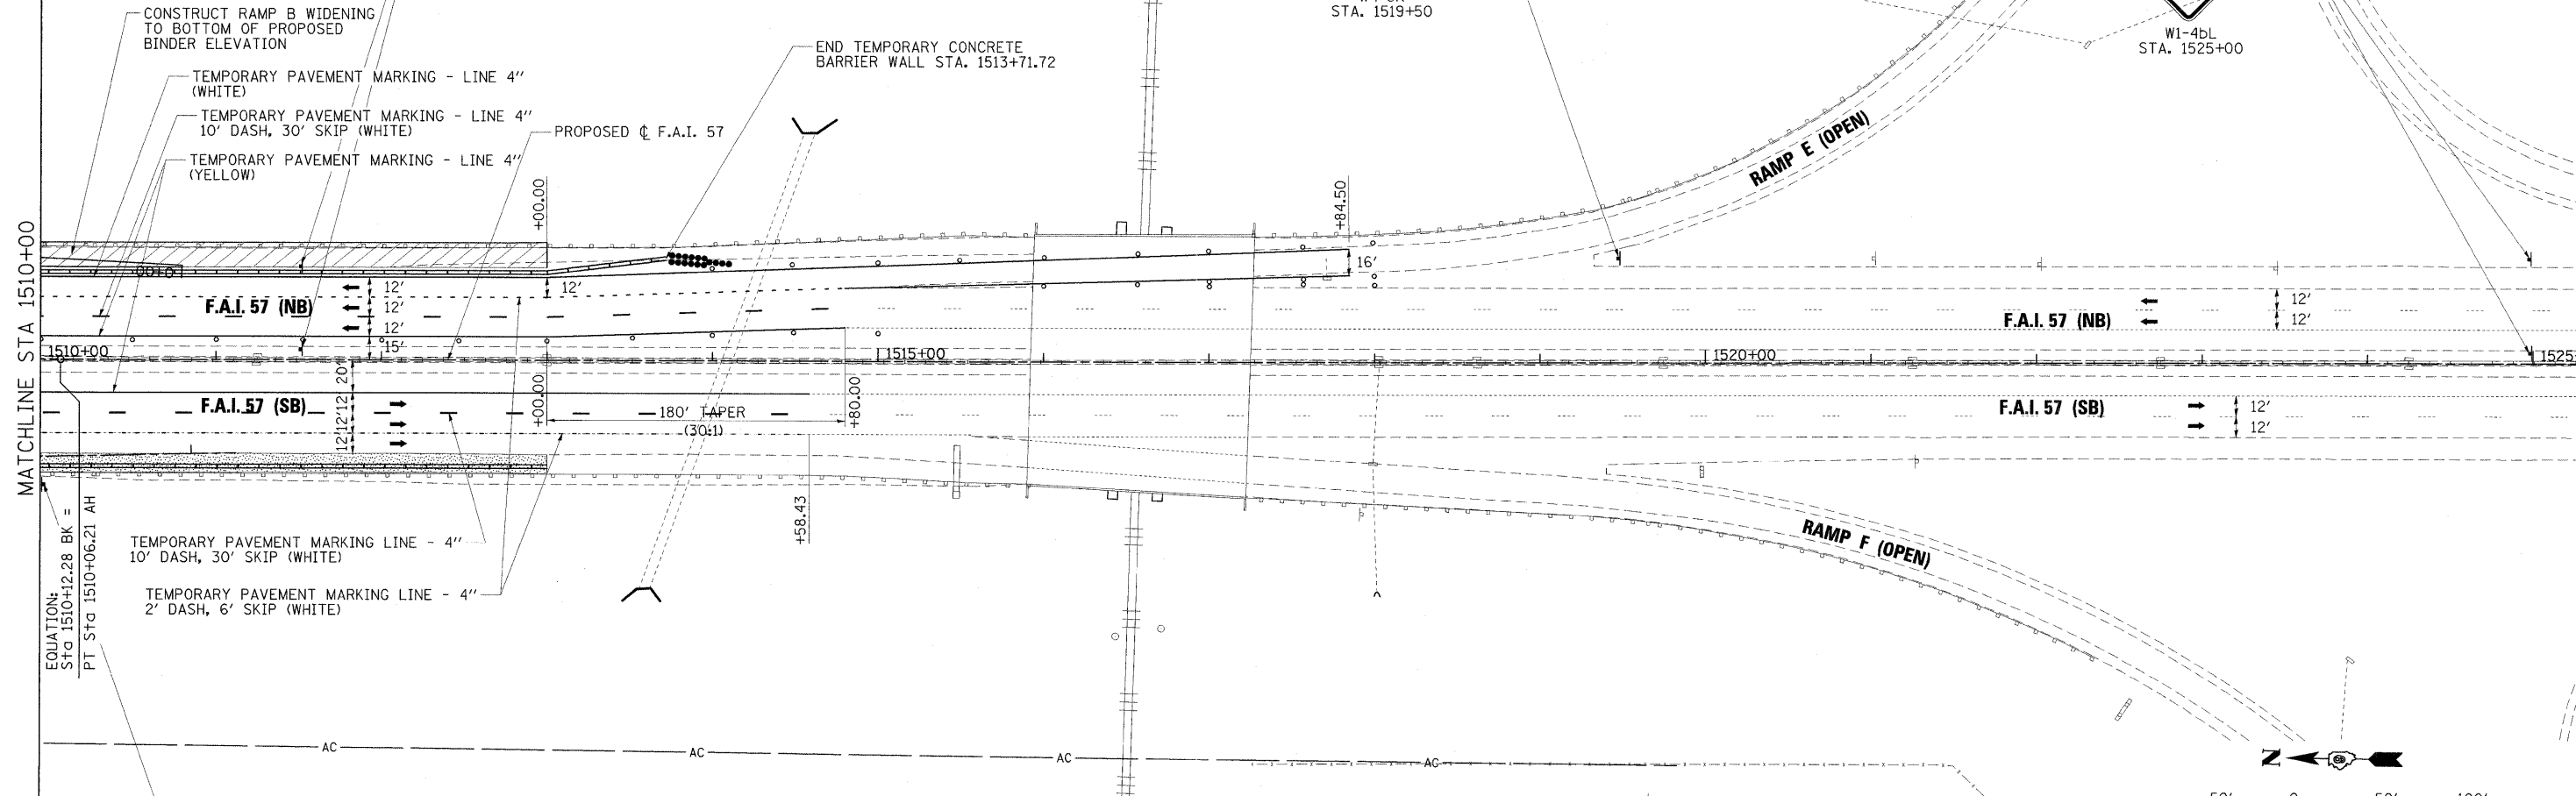 CONSTRUCT RAMP B WIDENING
TO BOTTOM OF PROPOSED
BINDER ELEVATION
TEMPORARY PAVEMENT MARKING - LINE 4"
(WHITE)
TEMPORARY PAVEMENT MARKING - LINE 4"
10' DASH, 30' SKIP (WHITE)
TEMPORARY PAVEMENT MARKING - LINE 4"
(YELLOW)
PROPOSED ℄ F.A.I. 57
END TEMPORARY CONCRETE
BARRIER WALL STA. 1513+71.72
STA. 1519+50
W1-4bL
STA. 1525+00
RAMP E (OPEN)
MATCHLINE STA 1510+00
+00.00
+84.50
16'
12'
12'
12'
12'
15'
F.A.I. 57 (NB)
F.A.I. 57 (NB)
12'
12'
1510+00
1515+00
1520+00
1525
20'
12'
12'
12'
F.A.I. 57 (SB)
F.A.I. 57 (SB)
12'
12'
+00.00
180' TAPER
(30:1)
+80.00
+58.43
RAMP F (OPEN)
TEMPORARY PAVEMENT MARKING LINE - 4"
10' DASH, 30' SKIP (WHITE)
TEMPORARY PAVEMENT MARKING LINE - 4"
2' DASH, 6' SKIP (WHITE)
EQUATION:
Sta 1510+12.28 BK =
PT Sta 1510+06.21 AH
AC
AC
AC
AC
N